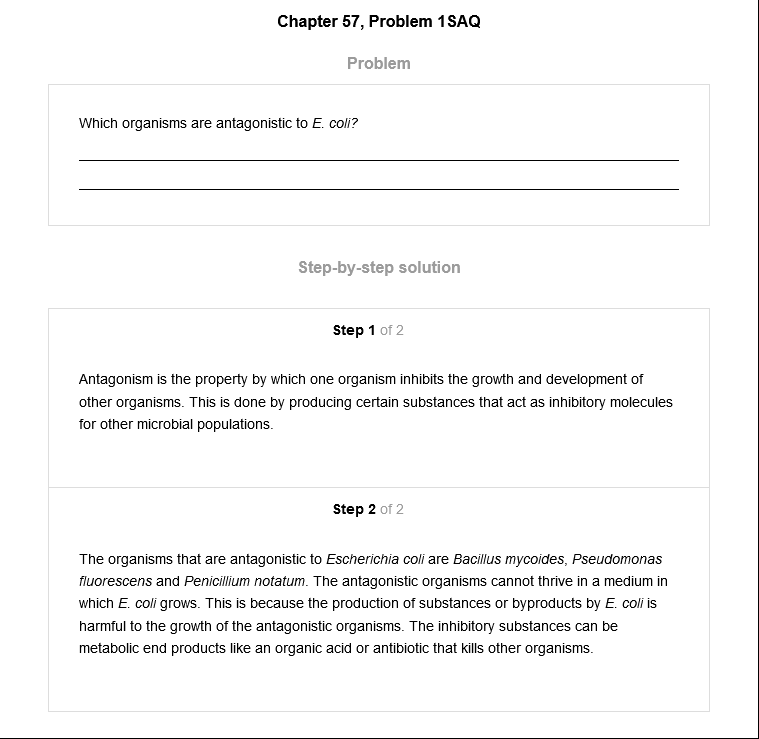 Chapter 57, Problem 1SAQ
Problem
Which organisms are antagonistic to E. coli?
Step-by-step solution
Step 1 of 2
Antagonism is the property by which one organism inhibits the growth and development of
other organisms. This is done by producing certain substances that act as inhibitory molecules
for other microbial populations.
Step 2 of 2
The organisms that are antagonistic to Escherichia coli are Bacillus mycoides, Pseudomonas
fluorescens and Penicillium notatum. The antagonistic organisms cannot thrive in a medium in
which E. coli grows. This is because the production of substances or byproducts by E. coli is
harmful to the growth of the antagonistic organisms. The inhibitory substances can be
metabolic end products like an organic acid or antibiotic that kills other organisms.